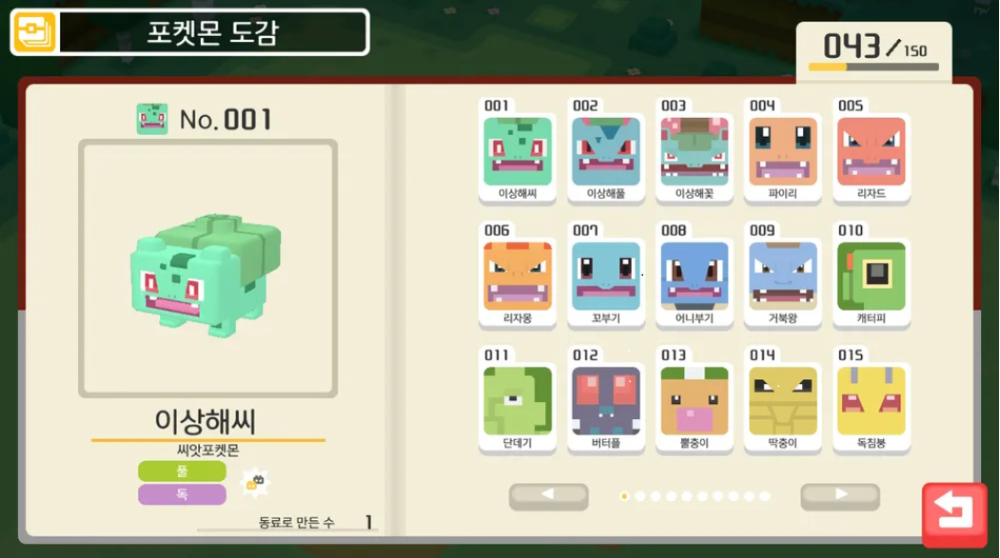 포켓몬 도감
043/150
No.001
이상해씨
씨앗포켓몬
풀
독
동료로 만든 수 1
001 002 003 004 005
이상해씨 이상해풀 이상해꽃 파이리 리자드
006 007 008 009 010
리자몽 꼬부기 어니부기 거북왕 캐터피
011 012 013 014 015
단데기 버터플 뿔충이 딱충이 독침붕